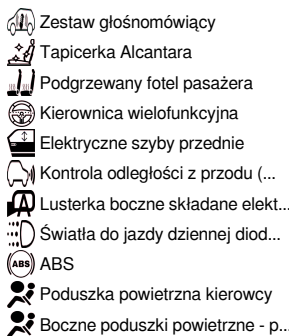 Zestaw głośnomówiący
Tapicerka Alcantara
Podgrzewany fotel pasażera
Kierownica wielofunkcyjna
Elektryczne szyby przednie
Kontrola odległości z przodu (...
Lusterka boczne składane elekt...
Światła do jazdy dziennej diod...
ABS ABS
Poduszka powietrzna kierowcy
Boczne poduszki powietrzne - p...